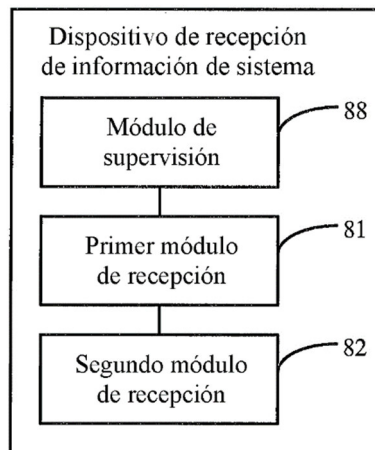 Dispositivo de recepción
de información de sistema
Módulo de
supervisión
88
Primer módulo
de recepción
81
Segundo módulo
de recepción
82